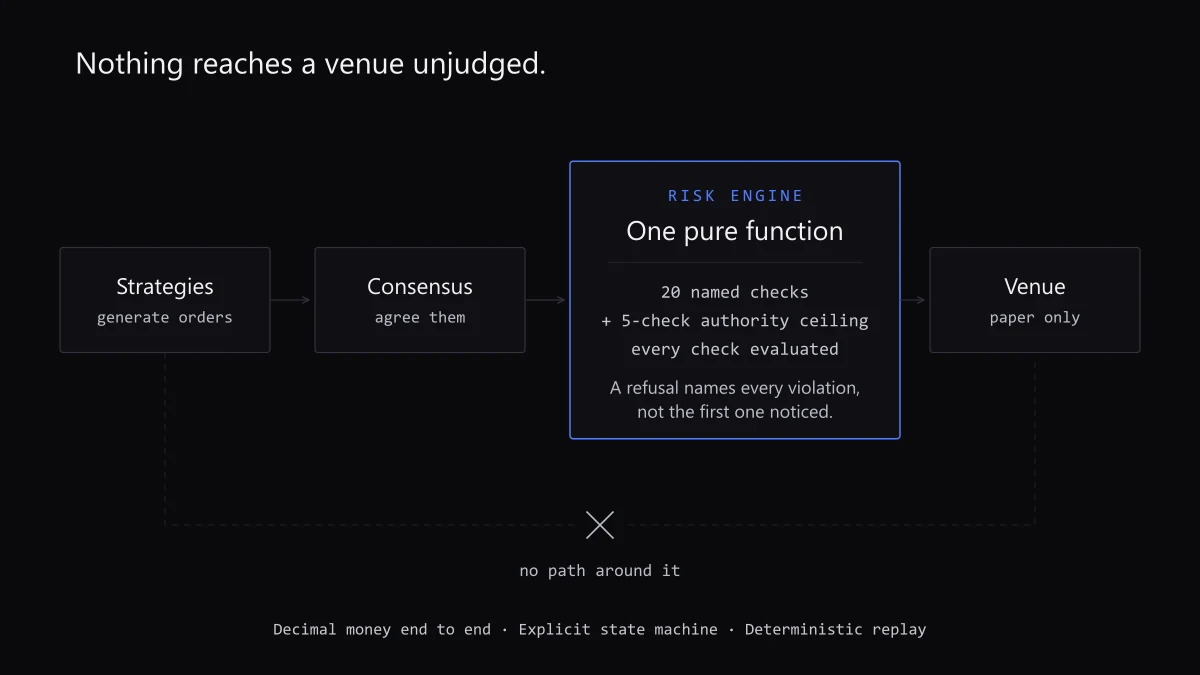 Nothing reaches a venue unjudged.
Strategies
generate orders
Consensus
agree them
RISK ENGINE
One pure function
20 named checks
+ 5-check authority ceiling
every check evaluated
A refusal names every violation,
not the first one noticed.
Venue
paper only
no path around it
Decimal money end to end · Explicit state machine · Deterministic replay